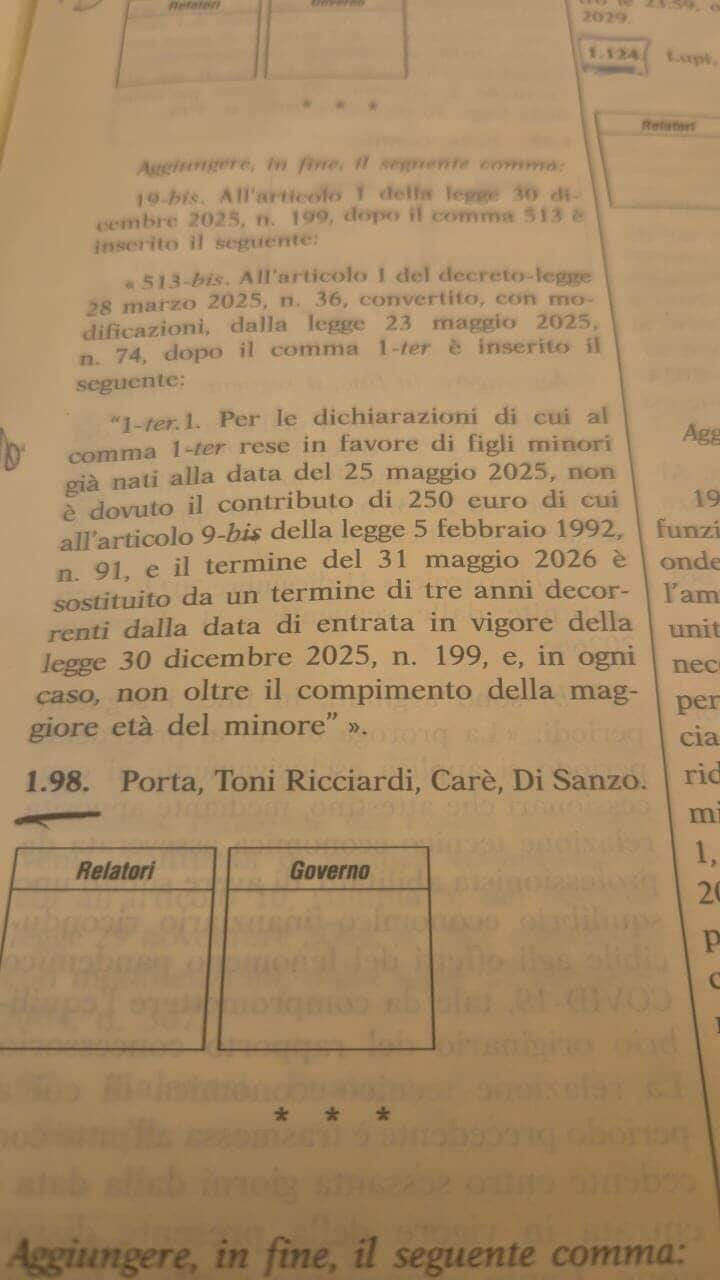 Relatori
Governo
* * *
Aggiungere, in fine, il seguente comma:
19-bis. All'articolo 1 della legge 30 di-
cembre 2025, n. 199, dopo il comma 513 è
inserito il seguente:
« 513-bis. All'articolo 1 del decreto-legge
28 marzo 2025, n. 36, convertito, con mo-
dificazioni, dalla legge 23 maggio 2025,
n. 74, dopo il comma 1-ter è inserito il
seguente:
"1-ter.1. Per le dichiarazioni di cui al
comma 1-ter rese in favore di figli minori
già nati alla data del 25 maggio 2025, non
è dovuto il contributo di 250 euro di cui
all'articolo 9-bis della legge 5 febbraio 1992,
n. 91, e il termine del 31 maggio 2026 è
sostituito da un termine di tre anni decor-
renti dalla data di entrata in vigore della
legge 30 dicembre 2025, n. 199, e, in ogni
caso, non oltre il compimento della mag-
giore età del minore" ».
1.98. Porta, Toni Ricciardi, Carè, Di Sanzo.
Relatori
Governo
* * *
Aggiungere, in fine, il seguente comma:
23:59,
2029.
1.124. Lupi,
Relatori
Agg
19
funzi
onde
l'am
unit
nec
per
cia
rid
mi
1,
20
p